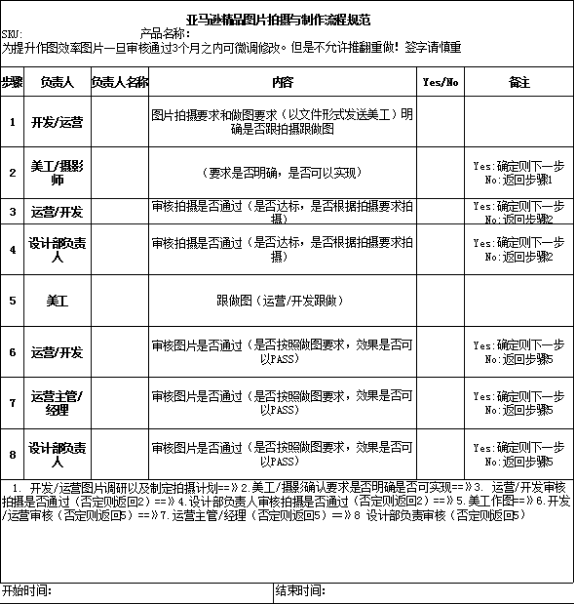 亚马逊精品图片拍摄与制作流程规范
SKU: 产品名称:
为提升作图效率图片一旦审核通过3个月之内可微调修改。但是不允许推翻重做！签字请慎重
步骤 负责人 负责人名称 内容 Yes/No 备注
1 开发/运营 图片拍摄要求和做图要求（以文件形式发送美工）明
确是否跟拍摄跟做图
2 美工/摄影
师 （要求是否明确，是否可以实现） Yes:确定则下一步
No:返回步骤1
3 运营/开发 审核拍摄是否通过（是否达标，是否根据拍摄要求拍
摄） Yes:确定则下一步
No:返回步骤2
4 设计部负责
人 审核拍摄是否通过（是否达标，是否根据拍摄要求拍
摄） Yes:确定则下一步
No:返回步骤2
5 美工 跟做图（运营/开发跟做）
6 运营/开发 审核图片是否通过（是否按照做图要求，效果是否可
以PASS） Yes:确定则下一步
No:返回步骤5
7 运营主管/
经理 审核图片是否通过（是否按照做图要求，效果是否可
以PASS） Yes:确定则下一步
No:返回步骤5
8 设计部负责
人 审核图片是否通过（是否按照做图要求，效果是否可
以PASS） Yes:确定则下一步
No:返回步骤5
1. 开发/运营图片调研以及制定拍摄计划==》2.美工/摄影确认要求是否明确是否可实现==》3. 运营/开发审核
拍摄是否通过（否定则返回2）==》4.设计部负责人审核拍摄是否通过（否定则返回2）==》5.美工作图==》6.开发
/运营审核（否定则返回5）==》7.运营主管/经理（否定则返回5）＝》8 设计部负责审核（否定则返回5）
开始时间: 结束时间: